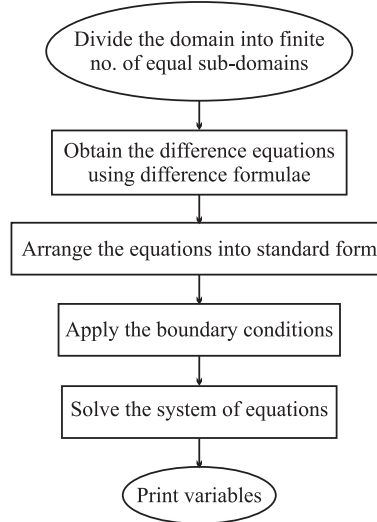 Divide the domain into finite
no. of equal sub-domains
Obtain the difference equations
using difference formulae
Arrange the equations into standard form
Apply the boundary conditions
Solve the system of equations
Print variables